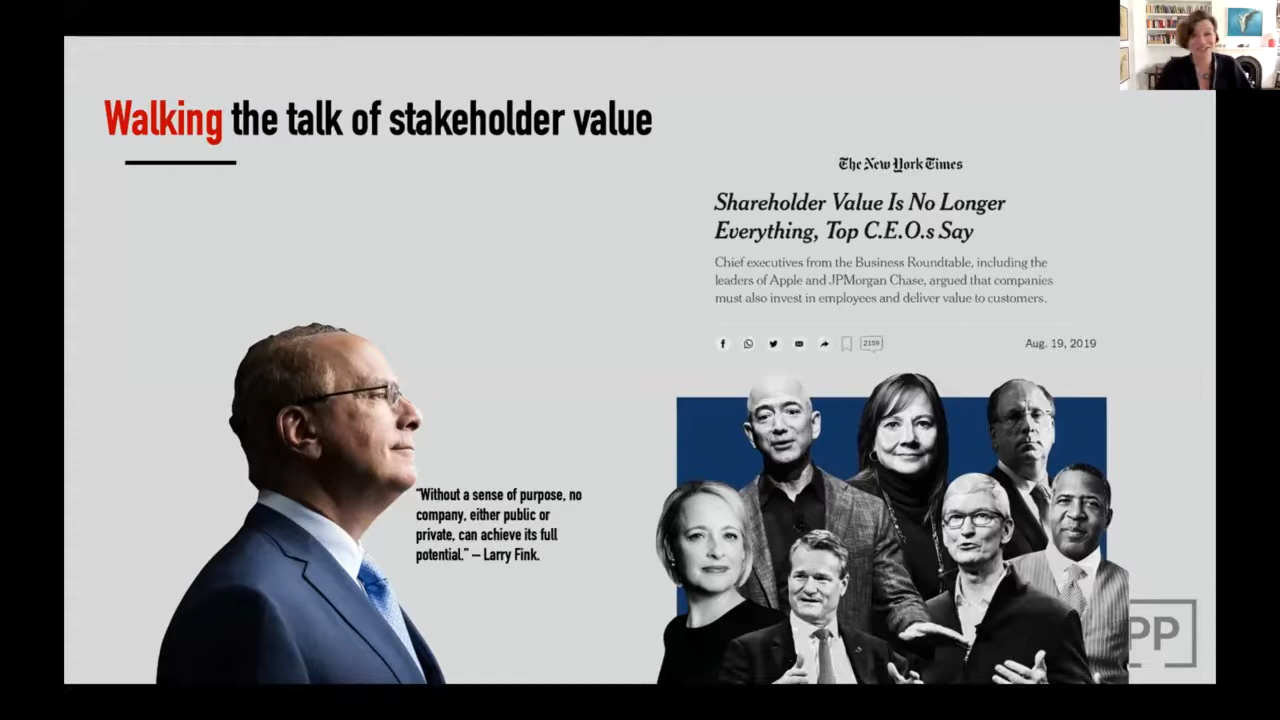 Walking the talk of stakeholder value
The New York Times
Shareholder Value Is No Longer
Everything, Top C.E.O.s Say
Chief executives from the Business Roundtable, including the
leaders of Apple and JPMorgan Chase, argued that companies
must also invest in employees and deliver value to customers.
2159
Aug. 19, 2019
“Without a sense of purpose, no
company, either public or
private, can achieve its full
potential.” – Larry Fink.
PP